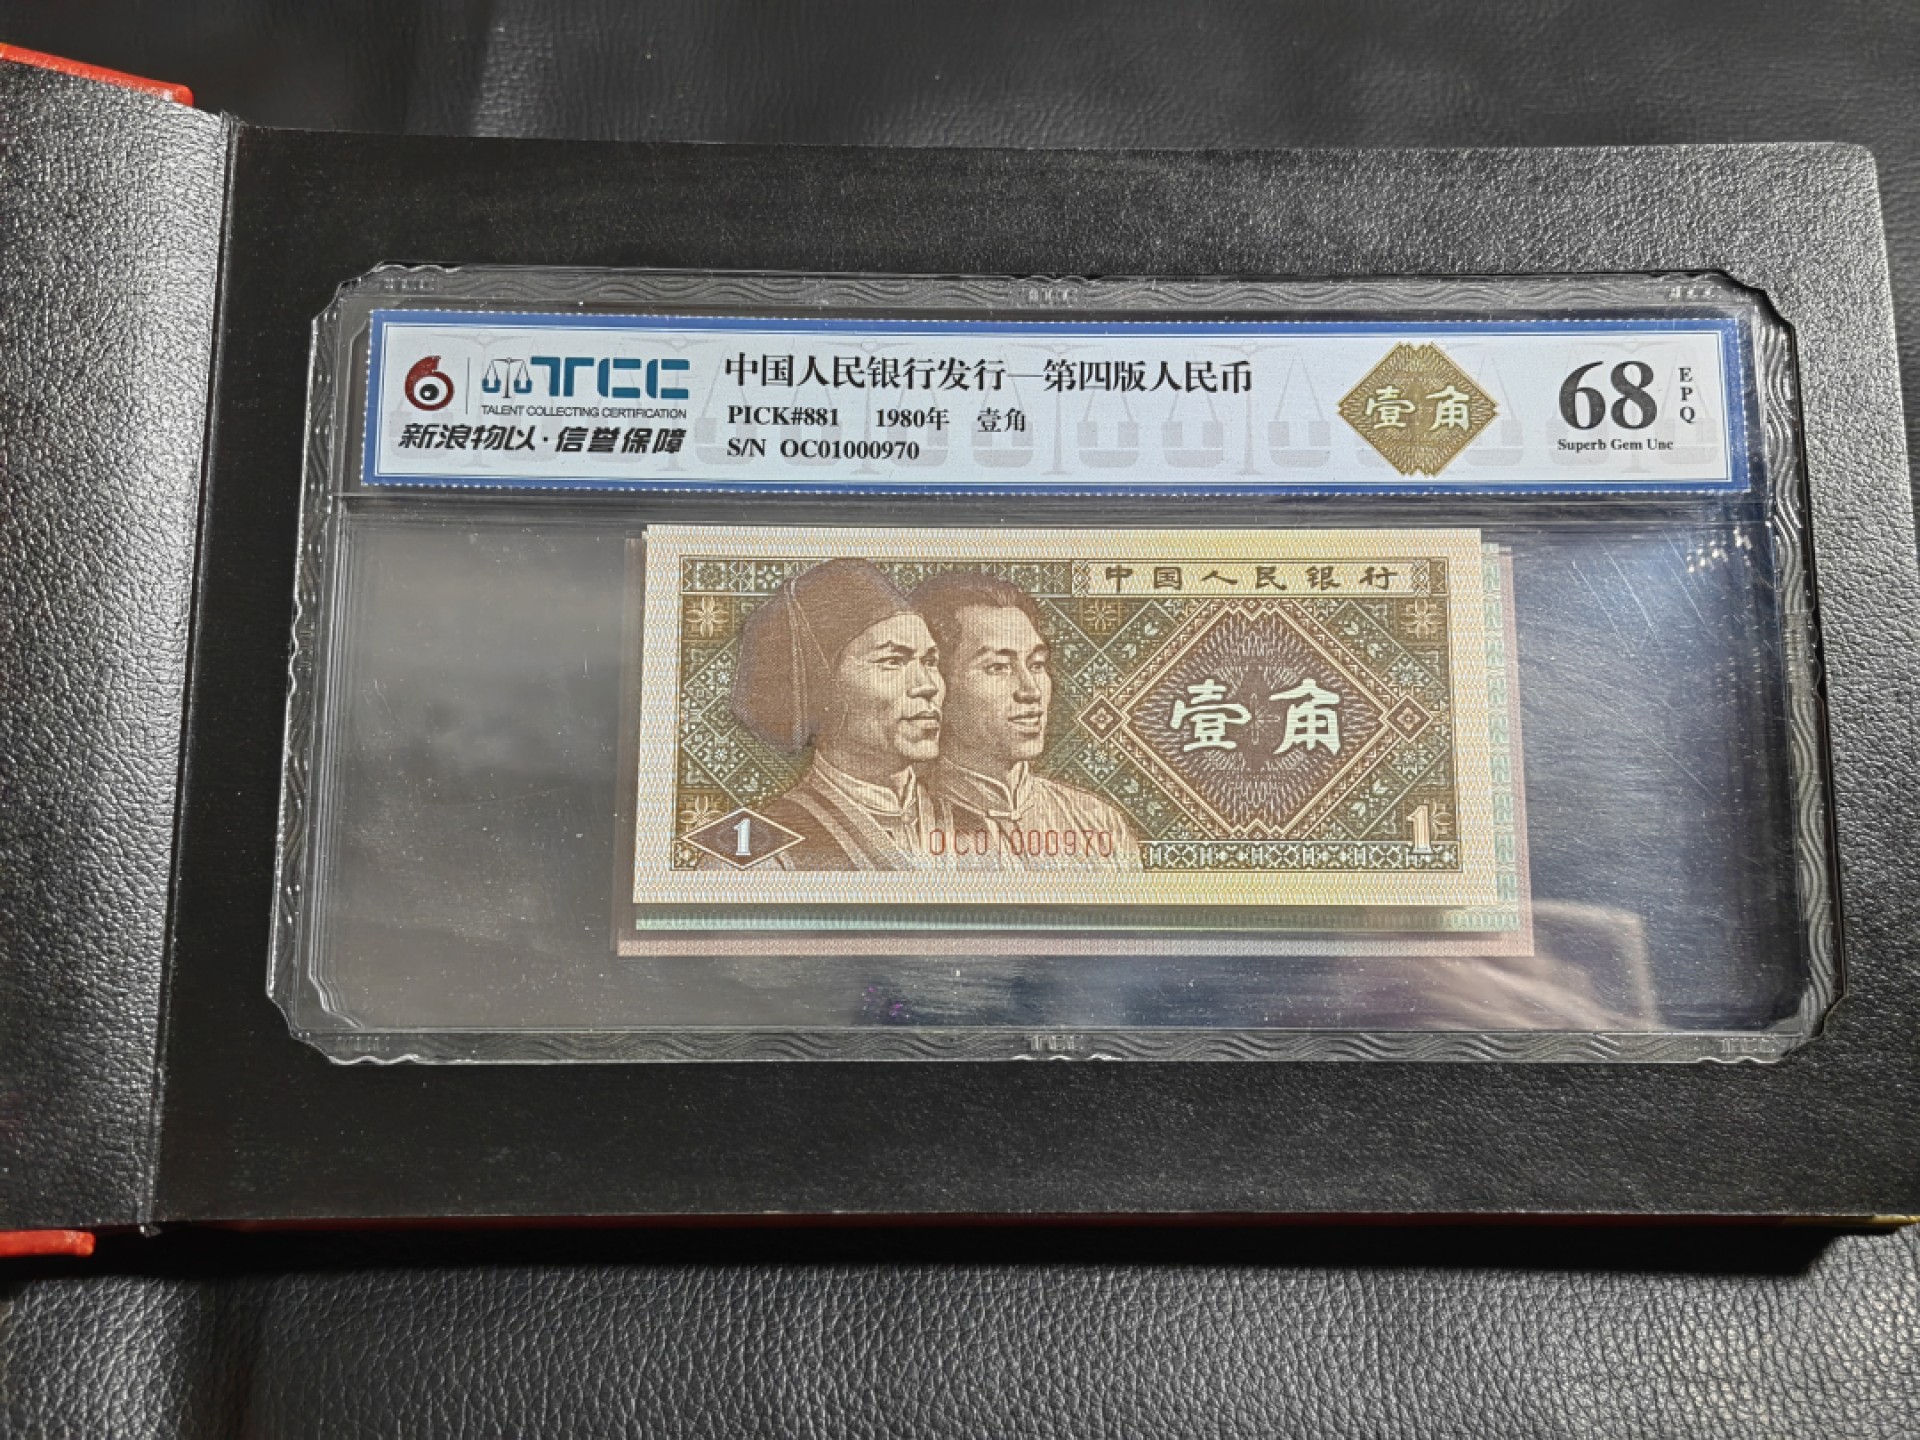 TCC
TALENT COLLECTING CERTIFICATION
新浪物以·信誉保障
中国人民银行发行—第四版人民币
PICK#881 1980年 壹角
S/N OC01000970
壹角
68
EPQ
Superb Gem Unc
中国人民银行
壹角
1
OC01000970
1
TCC